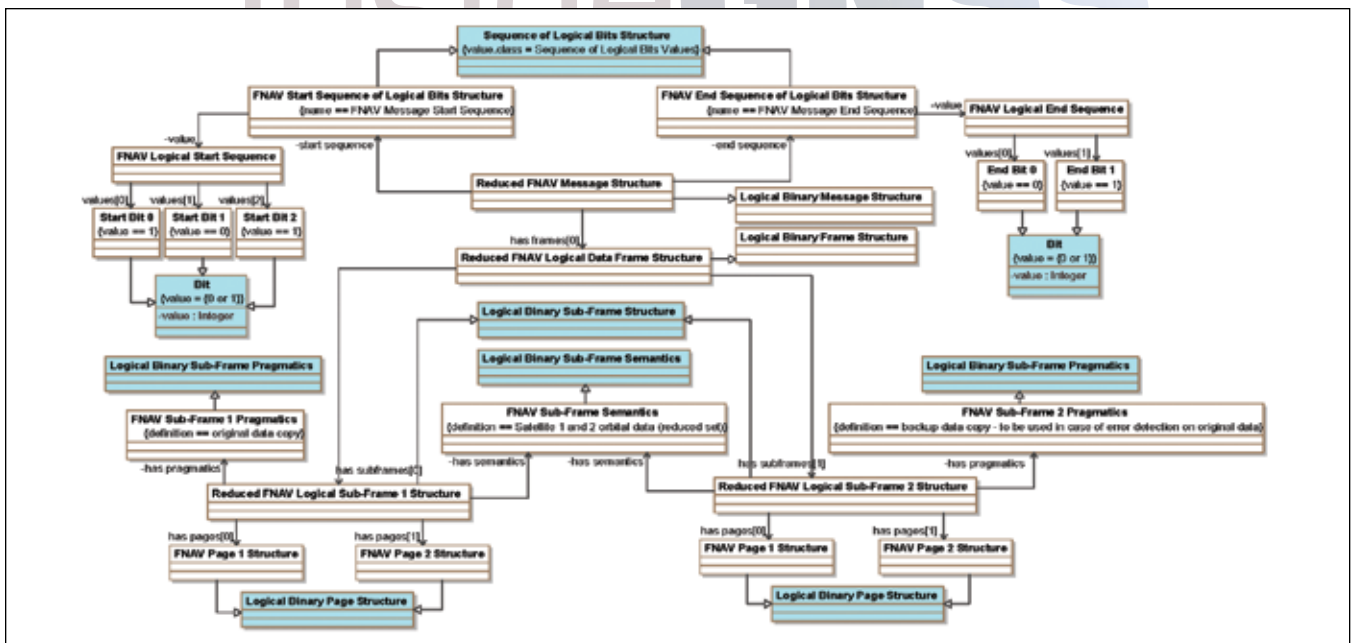 Sequence of Logical Bits Structure
{value.class = Sequence of Logical Bits Values}
FNAV Start Sequence of Logical Bits Structure
{name == FNAV Message Start Sequence}
FNAV End Sequence of Logical Bits Structure
{name == FNAV Message End Sequence}
-value
FNAV Logical End Sequence
-value
-start sequence
-end sequence
FNAV Logical Start Sequence
values[0]
values[1]
End Bit 0
{value == 0}
End Bit 1
{value == 1}
Reduced FNAV Message Structure
Logical Binary Message Structure
values[0]
values[1]
values[2]
Start Bit 0
{value == 1}
Start Bit 1
{value == 0}
Start Bit 2
{value == 1}
Logical Binary Frame Structure
has frames[0]
Reduced FNAV Logical Data Frame Structure
Bit
{value = {0 or 1}}
-value : Integer
Bit
{value = {0 or 1}}
-value : Integer
Logical Binary Sub-Frame Structure
Logical Binary Sub-Frame Pragmatics
Logical Binary Sub-Frame Semantics
Logical Binary Sub-Frame Pragmatics
FNAV Sub-Frame 1 Pragmatics
{definition == original data copy}
FNAV Sub-Frame Semantics
{definition == Satellite 1 and 2 orbital data (reduced set)}
FNAV Sub-Frame 2 Pragmatics
{definition == backup data copy - to be used in case of error detection on original data}
-has pragmatics
has subframes[0]
-has semantics
-has semantics
has subframes[1]
-has pragmatics
Reduced FNAV Logical Sub-Frame 1 Structure
Reduced FNAV Logical Sub-Frame 2 Structure
has pages[0]
has pages[1]
has pages[0]
has pages[1]
FNAV Page 1 Structure
FNAV Page 2 Structure
FNAV Page 1 Structure
FNAV Page 2 Structure
Logical Binary Page Structure
Logical Binary Page Structure